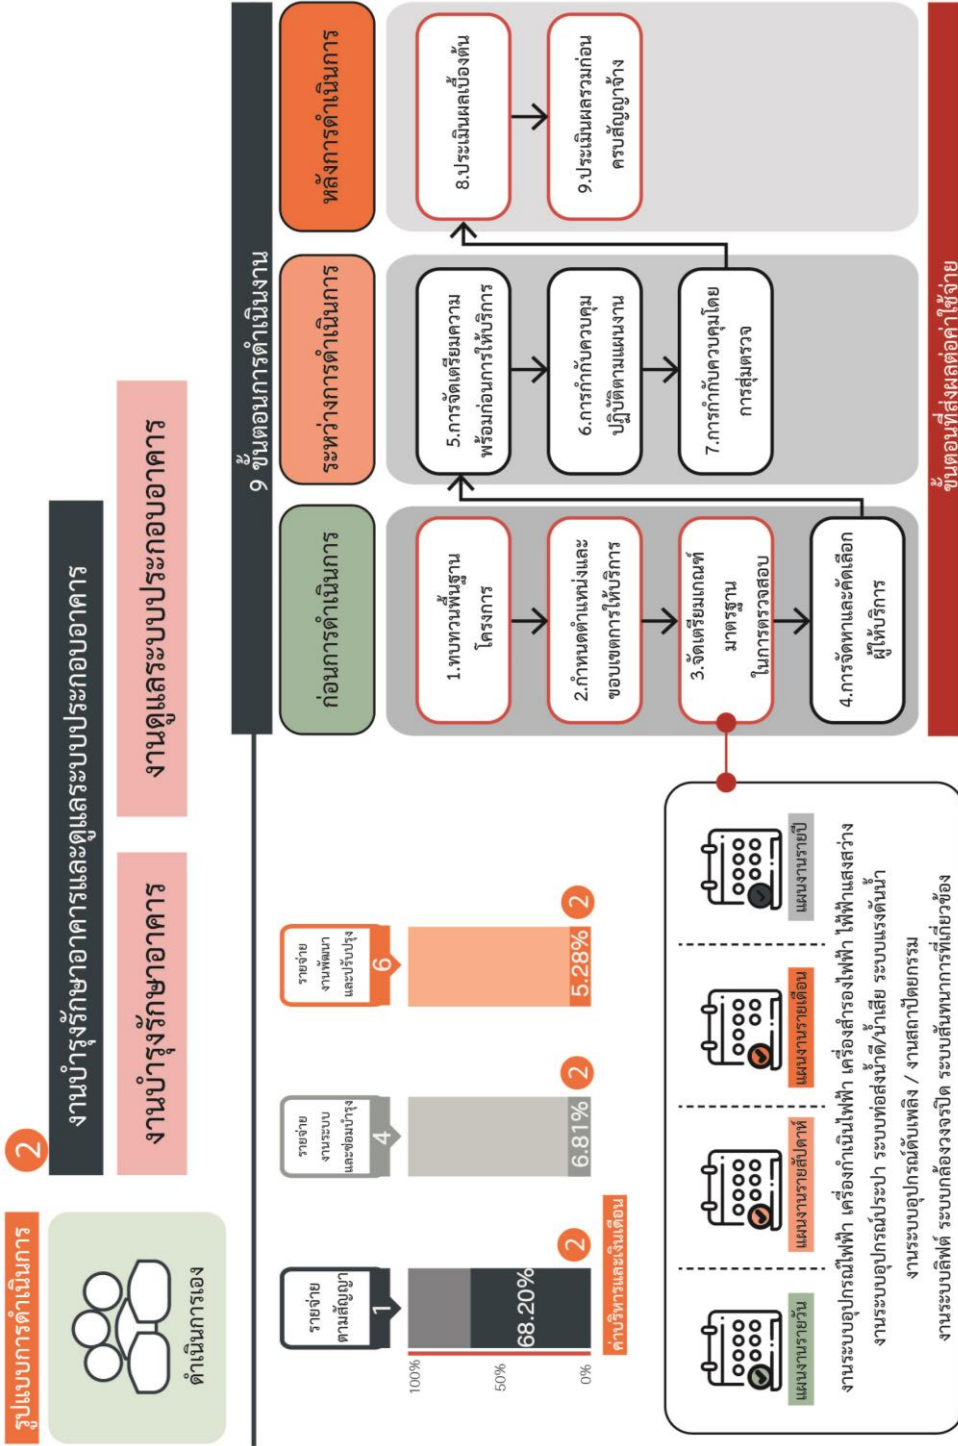 รูปแบบการดำเนินการ
2
ดำเนินการเอง
งานบำรุงรักษาอาคารและดูแลระบบประกอบอาคาร
งานบำรุงรักษาอาคาร
งานดูแลระบบประกอบอาคาร
100%
50%
0%
รายจ่าย
ตามสัญญา
1
68.20%
2
ค่าบริหารและเงินเดือน
รายจ่าย
งานระบบ
และซ่อมบำรุง
4
6.81%
2
รายจ่าย
งานพัฒนา
และปรับปรุง
6
5.28%
2
แผนงานรายวัน
แผนงานรายสัปดาห์
แผนงานรายเดือน
แผนงานรายปี
งานระบบอุปกรณ์ไฟฟ้า เครื่องกำเนินไฟฟ้า เครื่องสำรองไฟฟ้า ไฟฟ้าแสงสว่าง
งานระบบอุปกรณ์ประปา ระบบท่อส่งน้ำดี/น้ำเสีย ระบบแรงดันน้ำ
งานระบบอุปกรณ์ดับเพลิง / งานสถาปัตยกรรม
งานระบบลิฟต์ ระบบกล้องวงจรปิด ระบบสันทนาการที่เกี่ยวข้อง
9 ขั้นตอนการดำเนินงาน
ก่อนการดำเนินการ
1.ทบทวนพื้นฐาน
โครงการ
2.กำหนดตำแหน่งและ
ขอบเขตการให้บริการ
3.จัดเตรียมเกณฑ์
มาตรฐาน
ในการตรวจสอบ
4.การจัดหาและคัดเลือก
ผู้ให้บริการ
ระหว่างการดำเนินการ
5.การจัดเตรียมความ
พร้อมก่อนการให้บริการ
6.การกำกับควบคุม
ปฏิบัติตามแผนงาน
7.การกำกับควบคุมโดย
การสุ่มตรวจ
หลังการดำเนินการ
8.ประเมินผลเบื้องต้น
9.ประเมินผลรวมก่อน
ครบสัญญาจ้าง
ขั้นตอนที่ส่งผลต่อค่าใช้จ่าย